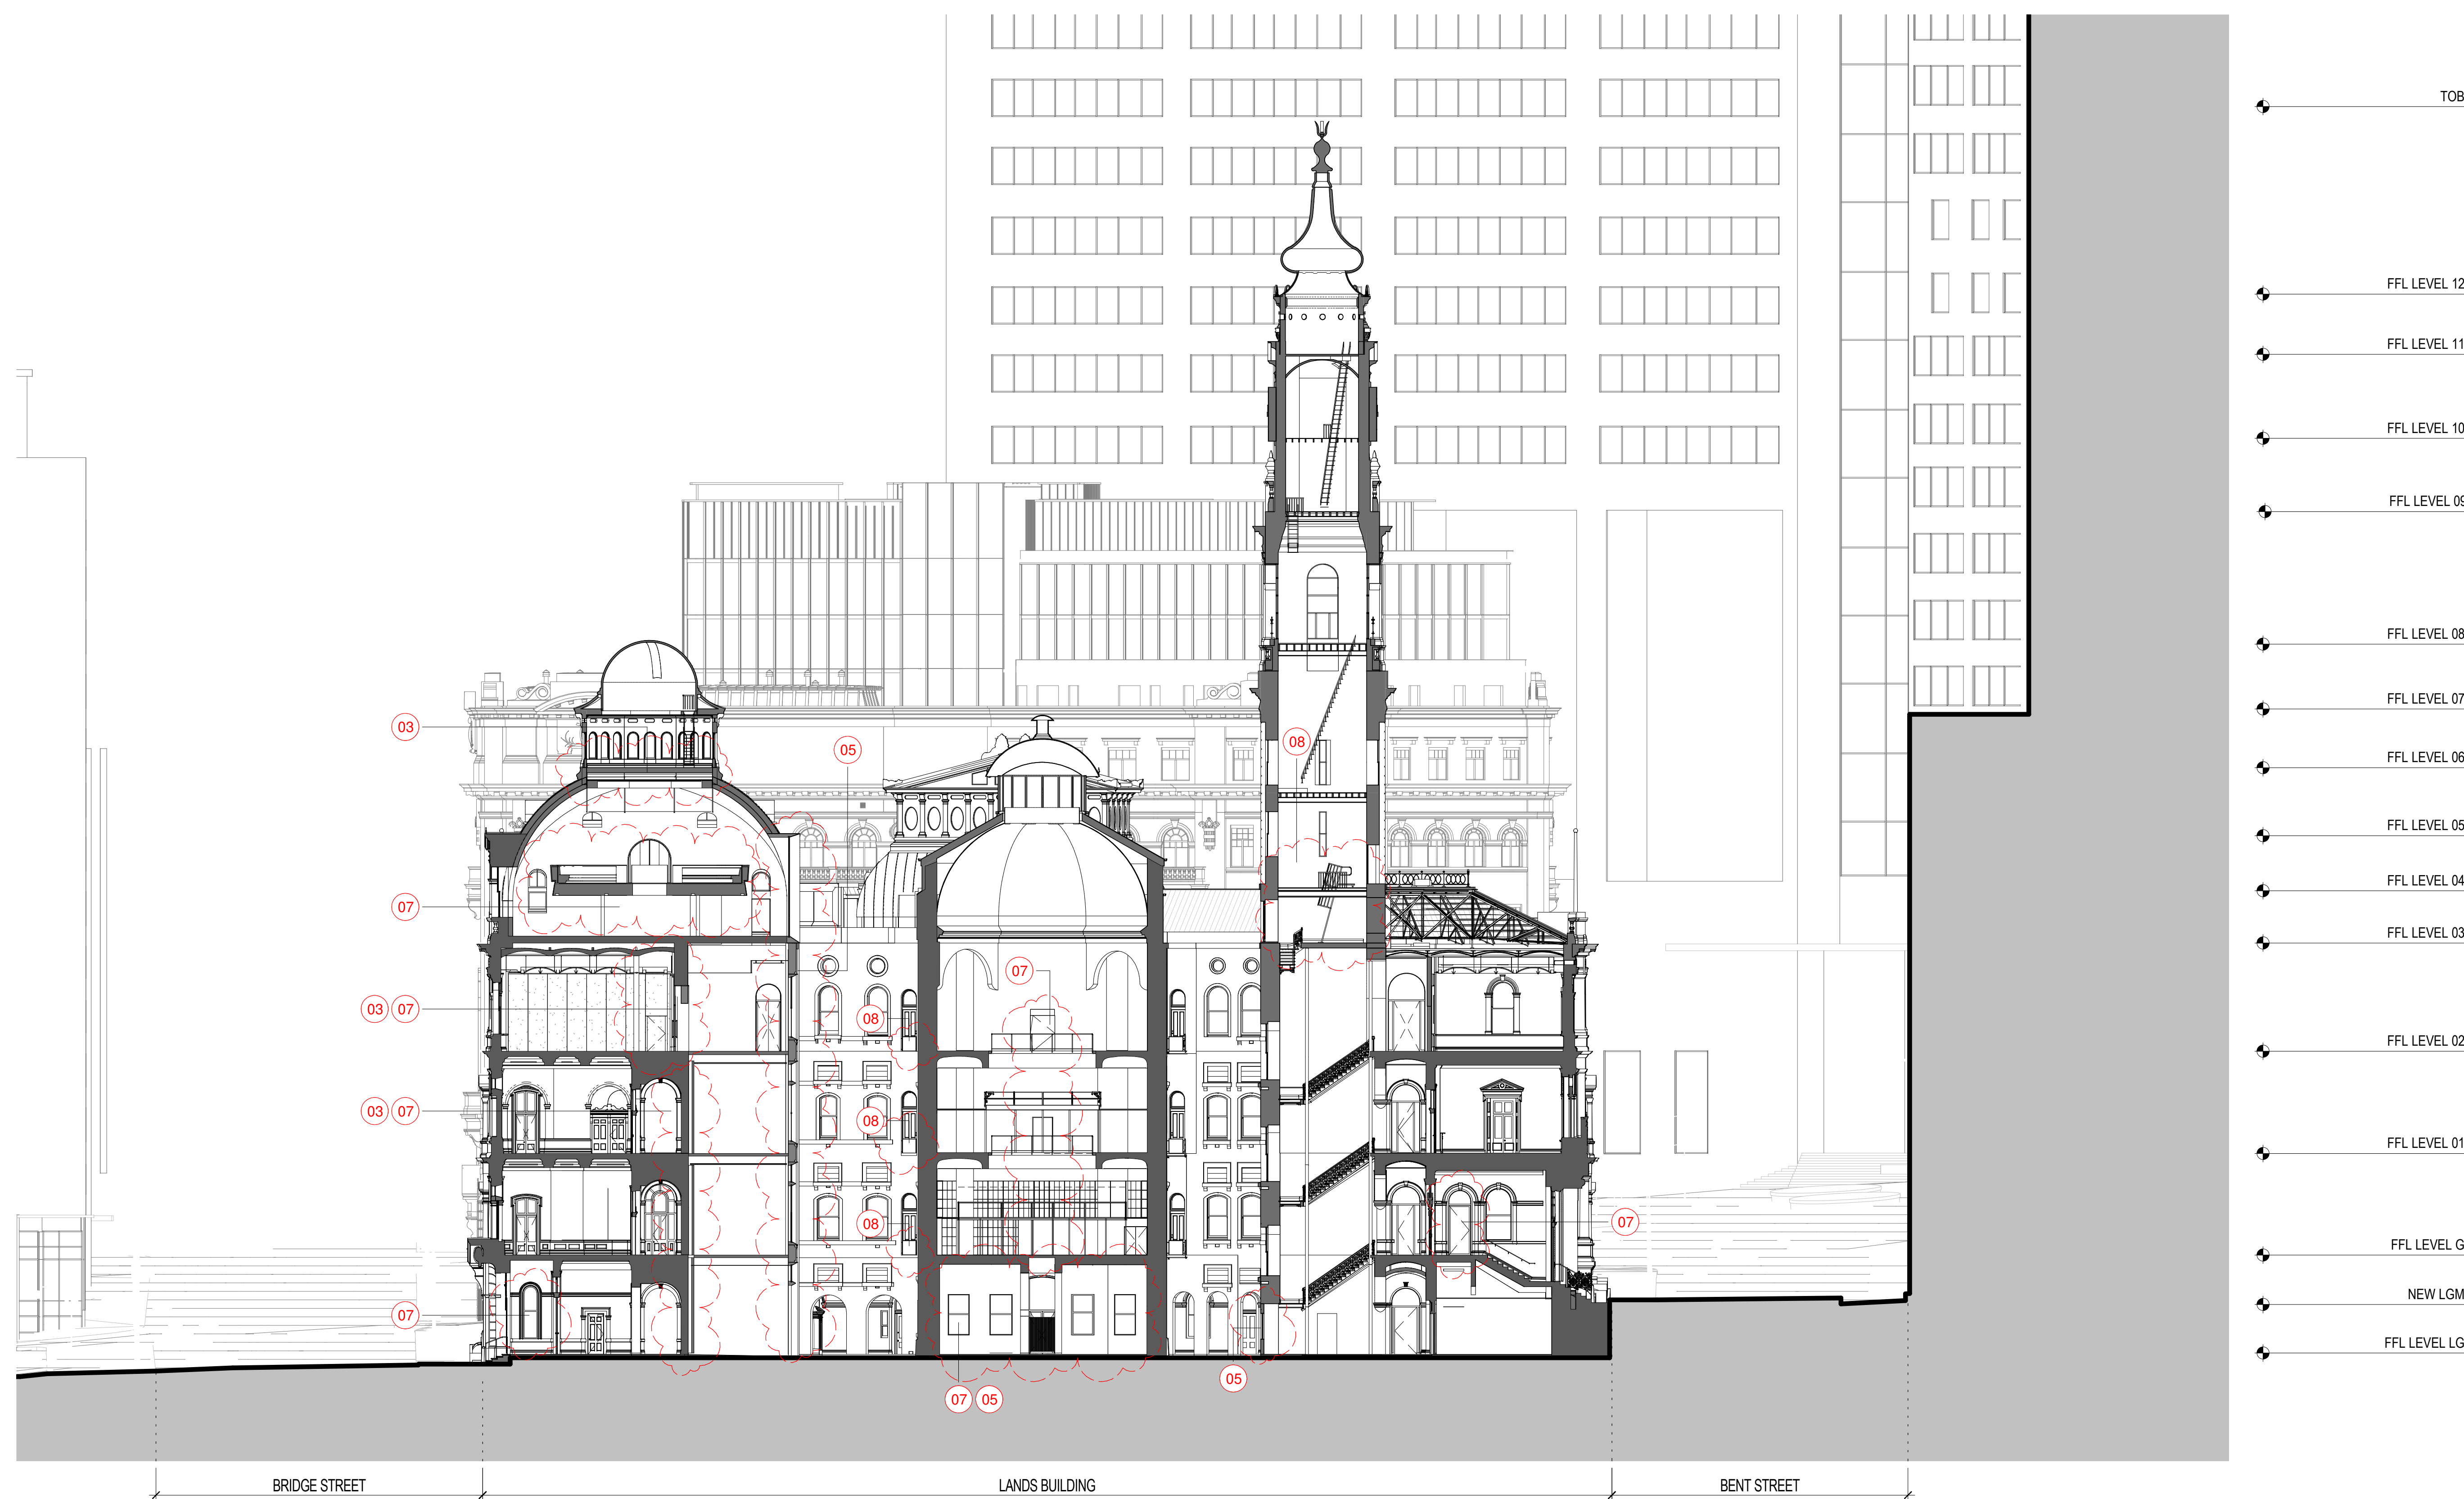 TOB
FFL LEVEL 12
FFL LEVEL 11
FFL LEVEL 10
FFL LEVEL 09
FFL LEVEL 08
FFL LEVEL 07
03
08
05
FFL LEVEL 06
FFL LEVEL 05
FFL LEVEL 04
07
FFL LEVEL 03
07
03 07
08
FFL LEVEL 02
03 07
08
FFL LEVEL 01
07
08
FFL LEVEL G
NEW LGM
07
FFL LEVEL LG
05
07 05
BRIDGE STREET
LANDS BUILDING
BENT STREET